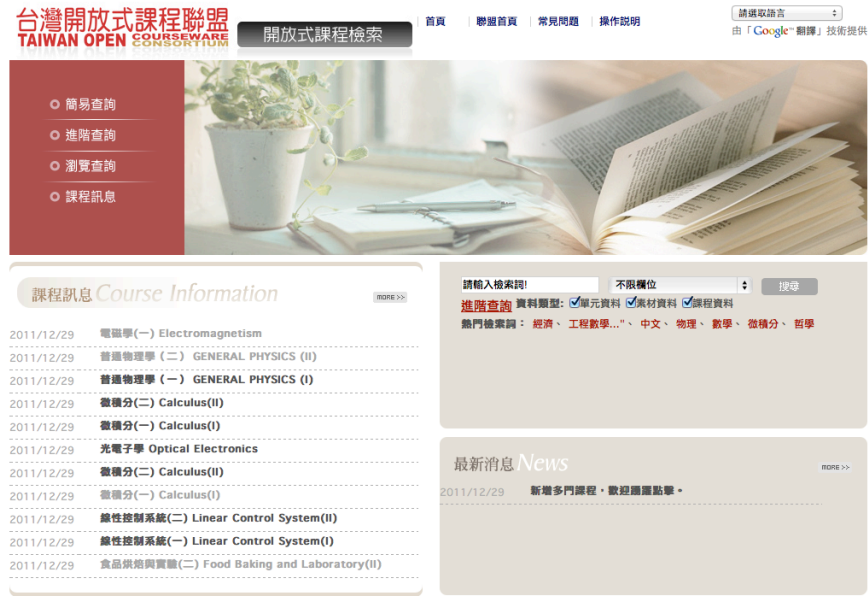 台灣開放式課程聯盟
TAIWAN OPEN COURSEWARE CONSORTIUM
開放式課程檢索
首頁 聯盟首頁 常見問題 操作説明
請選取語言
由「Google™ 翻譯」技術提供
簡易查詢
進階查詢
瀏覽查詢
課程訊息
課程訊息 Course Information
MORE >>
2011/12/29 電磁學(一) Electromagnetism
2011/12/29 普通物理學（二） GENERAL PHYSICS (II)
2011/12/29 普通物理學（一） GENERAL PHYSICS (I)
2011/12/29 微積分(二) Calculus(II)
2011/12/29 微積分(一) Calculus(I)
2011/12/29 光電子學 Optical Electronics
2011/12/29 微積分(二) Calculus(II)
2011/12/29 微積分(一) Calculus(I)
2011/12/29 線性控制系統(二) Linear Control System(II)
2011/12/29 線性控制系統(一) Linear Control System(I)
2011/12/29 食品烘焙與實驗(二) Food Baking and Laboratory(II)
請輸入檢索詞! 不限欄位 搜尋
進階查詢 資料類型: 單元資料 素材資料 課程資料
熱門檢索詞： 經濟、 工程數學..."、 中文、 物理、 數學、 微積分、 哲學
最新消息 News
MORE >>
2011/12/29 新增多門課程，歡迎踴躍點擊。